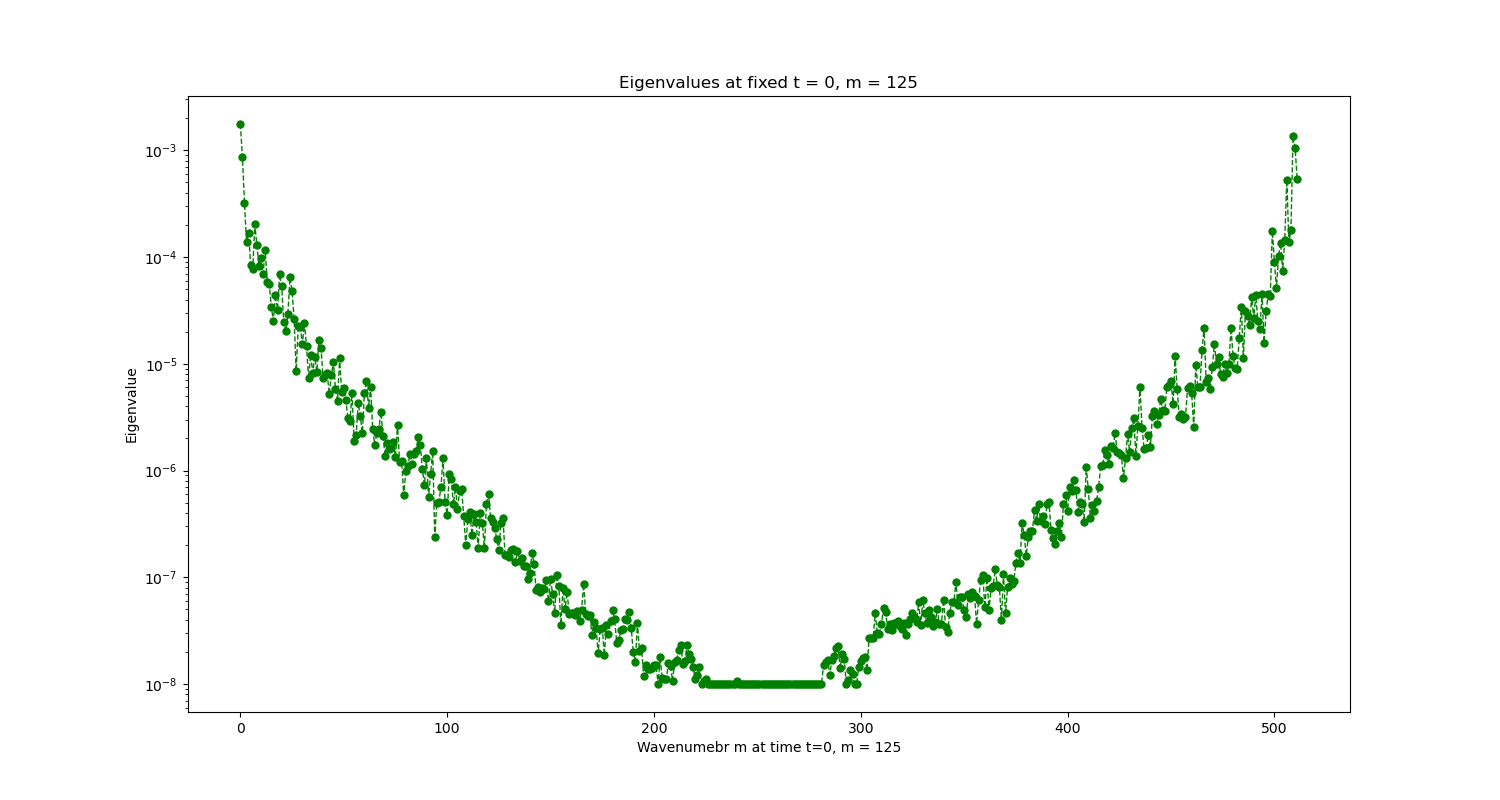 Eigenvalues at fixed t = 0, m = 125
Eigenvalue
10⁻³
10⁻⁴
10⁻⁵
10⁻⁶
10⁻⁷
10⁻⁸
0 100 200 300 400 500
Wavenumebr m at time t=0, m = 125